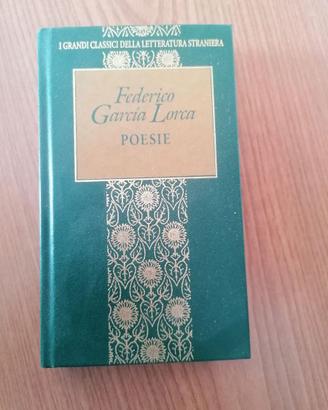 I GRANDI CLASSICI DELLA LETTERATURA STRANIERA
Federico
García Lorca
POESIE